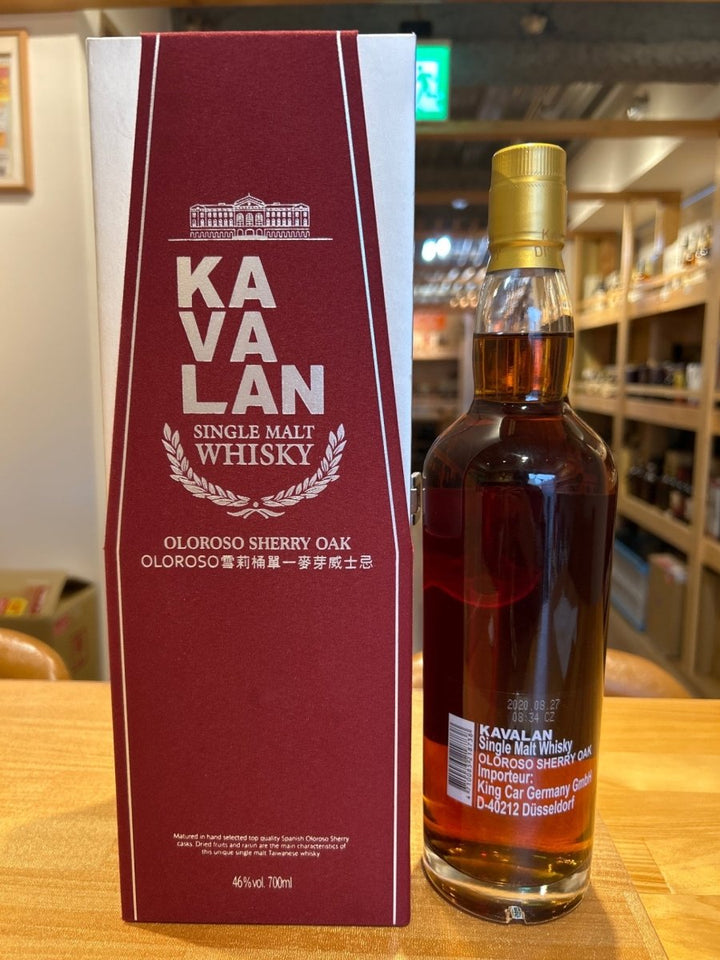 KA
VA
LAN
SINGLE MALT
WHISKY
OLOROSO SHERRY OAK
OLOROSO雪莉桶單一麥芽威士忌
Matured in hand selected top quality Spanish Oloroso Sherry
casks. Dried fruits and raisin are the main characteristics of
this unique single malt Taiwanese whisky
46%vol. 700ml
2020.08.27
08:34 CZ
KAVALAN
Single Malt Whisky
OLOROSO SHERRY OAK
Importeur:
King Car Germany GmbH
D-40212 Düsseldorf